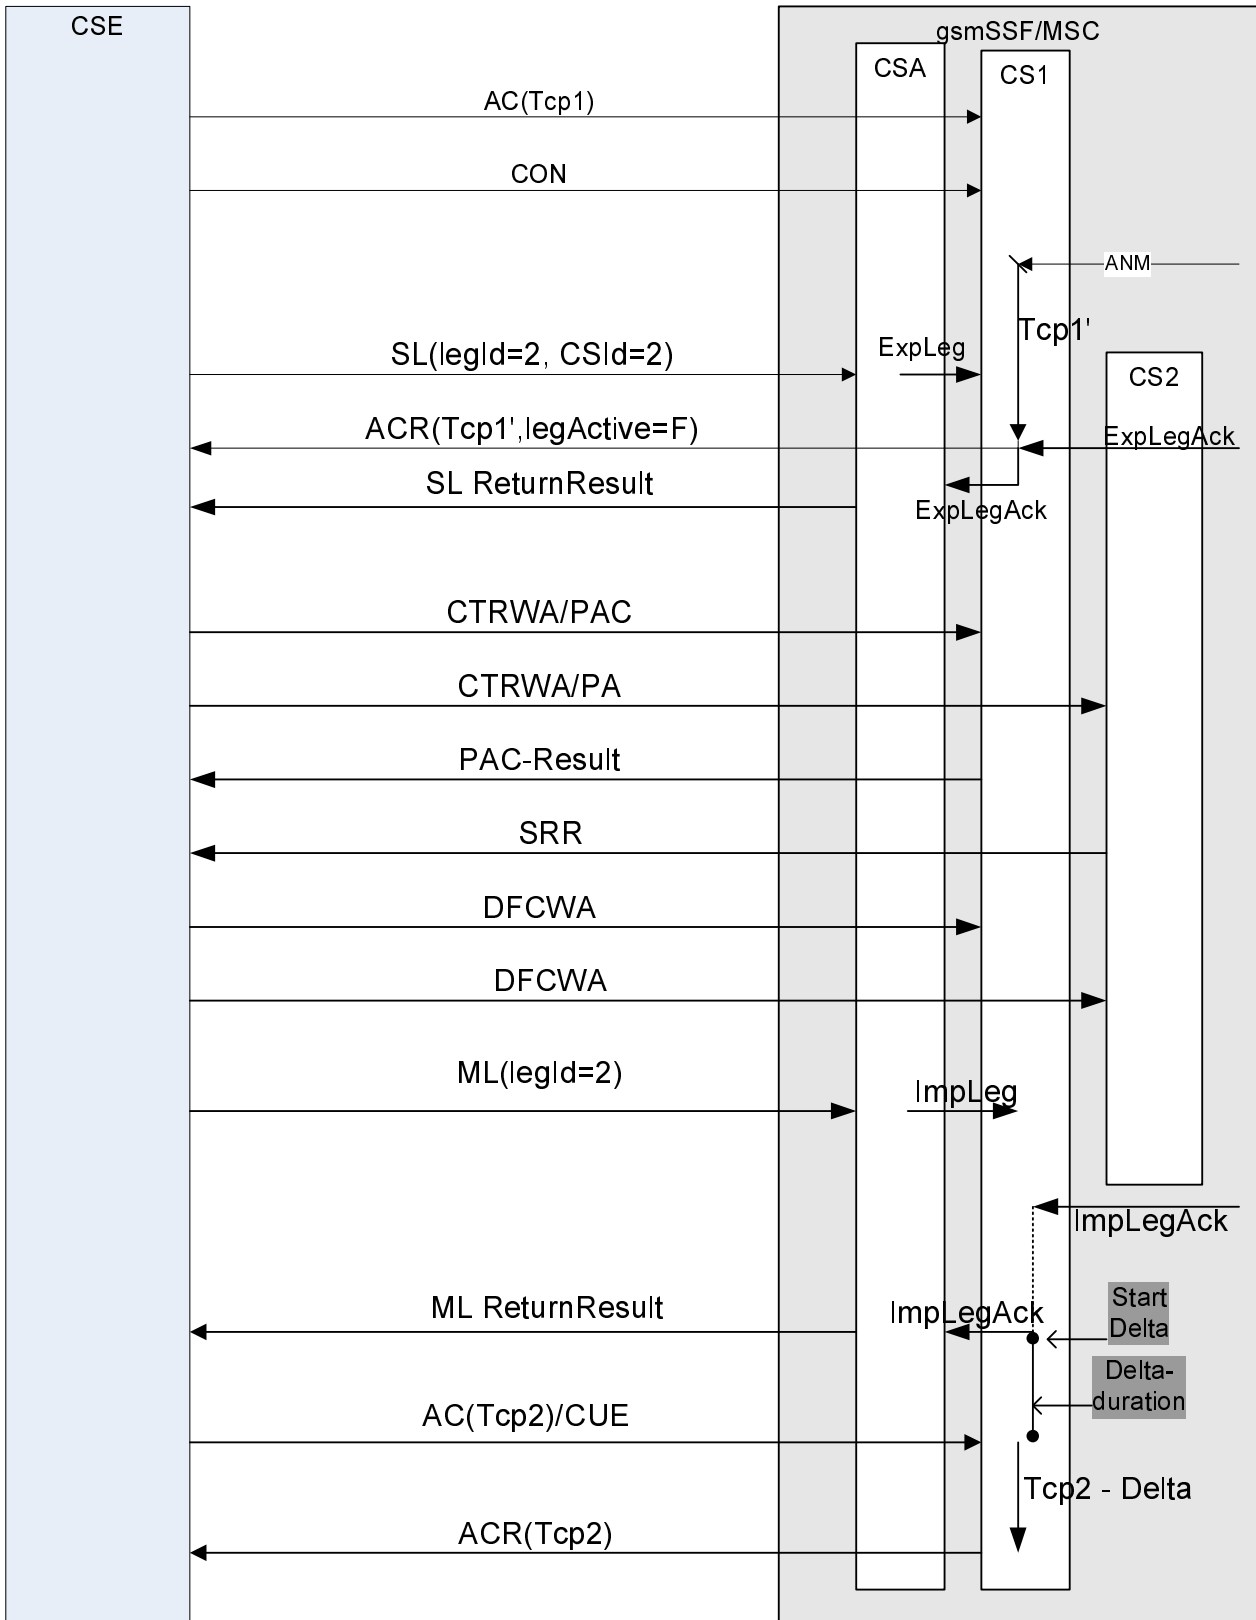 CSE
gsmSSF/MSC
CSA
CS1
AC(Tcp1)
CON
ANM
Tcp1'
SL(legId=2, CSId=2)
ExpLeg
CS2
ACR(Tcp1',legActive=F)
ExpLegAck
SL ReturnResult
ExpLegAck
CTRWA/PAC
CTRWA/PA
PAC-Result
SRR
DFCWA
DFCWA
ML(legId=2)
ImpLeg
ImpLegAck
ML ReturnResult
ImpLegAck
Start
Delta
Delta-
duration
AC(Tcp2)/CUE
Tcp2 - Delta
ACR(Tcp2)